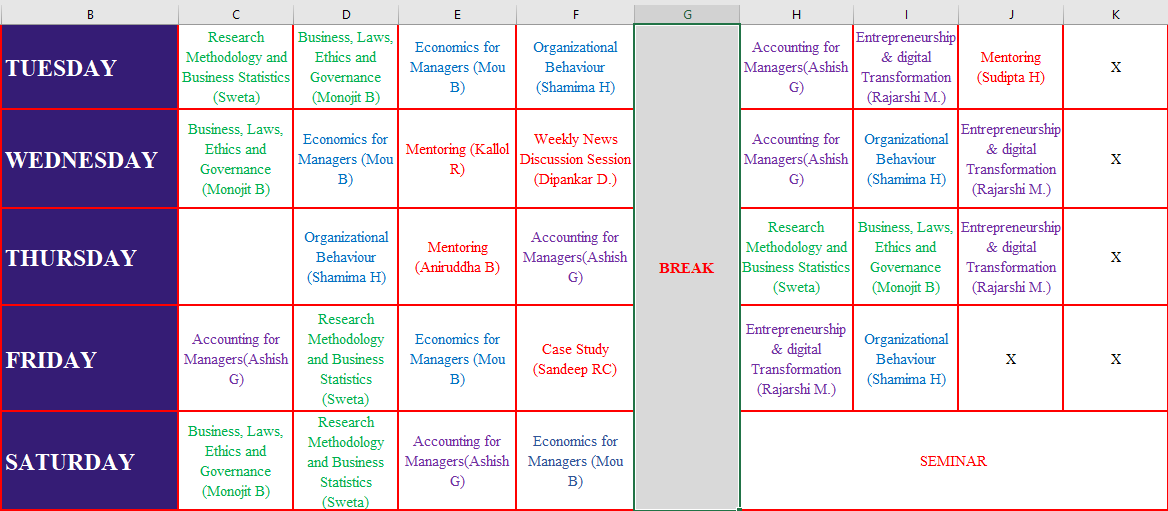 B C D E F G H I J K
TUESDAY
Research
Methodology and
Business Statistics
(Sweta)
Business, Laws,
Ethics and
Governance
(Monojit B)
Economics for
Managers (Mou
B)
Organizational
Behaviour
(Shamima H)
Accounting for
Managers(Ashish
G)
Entrepreneurship
& digital
Transformation
(Rajarshi M.)
Mentoring
(Sudipta H)
X
WEDNESDAY
Business, Laws,
Ethics and
Governance
(Monojit B)
Economics for
Managers (Mou
B)
Mentoring (Kallol
R)
Weekly News
Discussion Session
(Dipankar D.)
Accounting for
Managers(Ashish
G)
Organizational
Behaviour
(Shamima H)
Entrepreneurship
& digital
Transformation
(Rajarshi M.)
X
THURSDAY
Organizational
Behaviour
(Shamima H)
Mentoring
(Aniruddha B)
Accounting for
Managers(Ashish
G)
BREAK
Research
Methodology and
Business Statistics
(Sweta)
Business, Laws,
Ethics and
Governance
(Monojit B)
Entrepreneurship
& digital
Transformation
(Rajarshi M.)
X
FRIDAY
Accounting for
Managers(Ashish
G)
Research
Methodology
and Business
Statistics
(Sweta)
Economics for
Managers (Mou
B)
Case Study
(Sandeep RC)
Entrepreneurship
& digital
Transformation
(Rajarshi M.)
Organizational
Behaviour
(Shamima H)
X
X
SATURDAY
Business, Laws,
Ethics and
Governance
(Monojit B)
Research
Methodology
and Business
Statistics
(Sweta)
Accounting for
Managers(Ashish
G)
Economics for
Managers (Mou
B)
SEMINAR